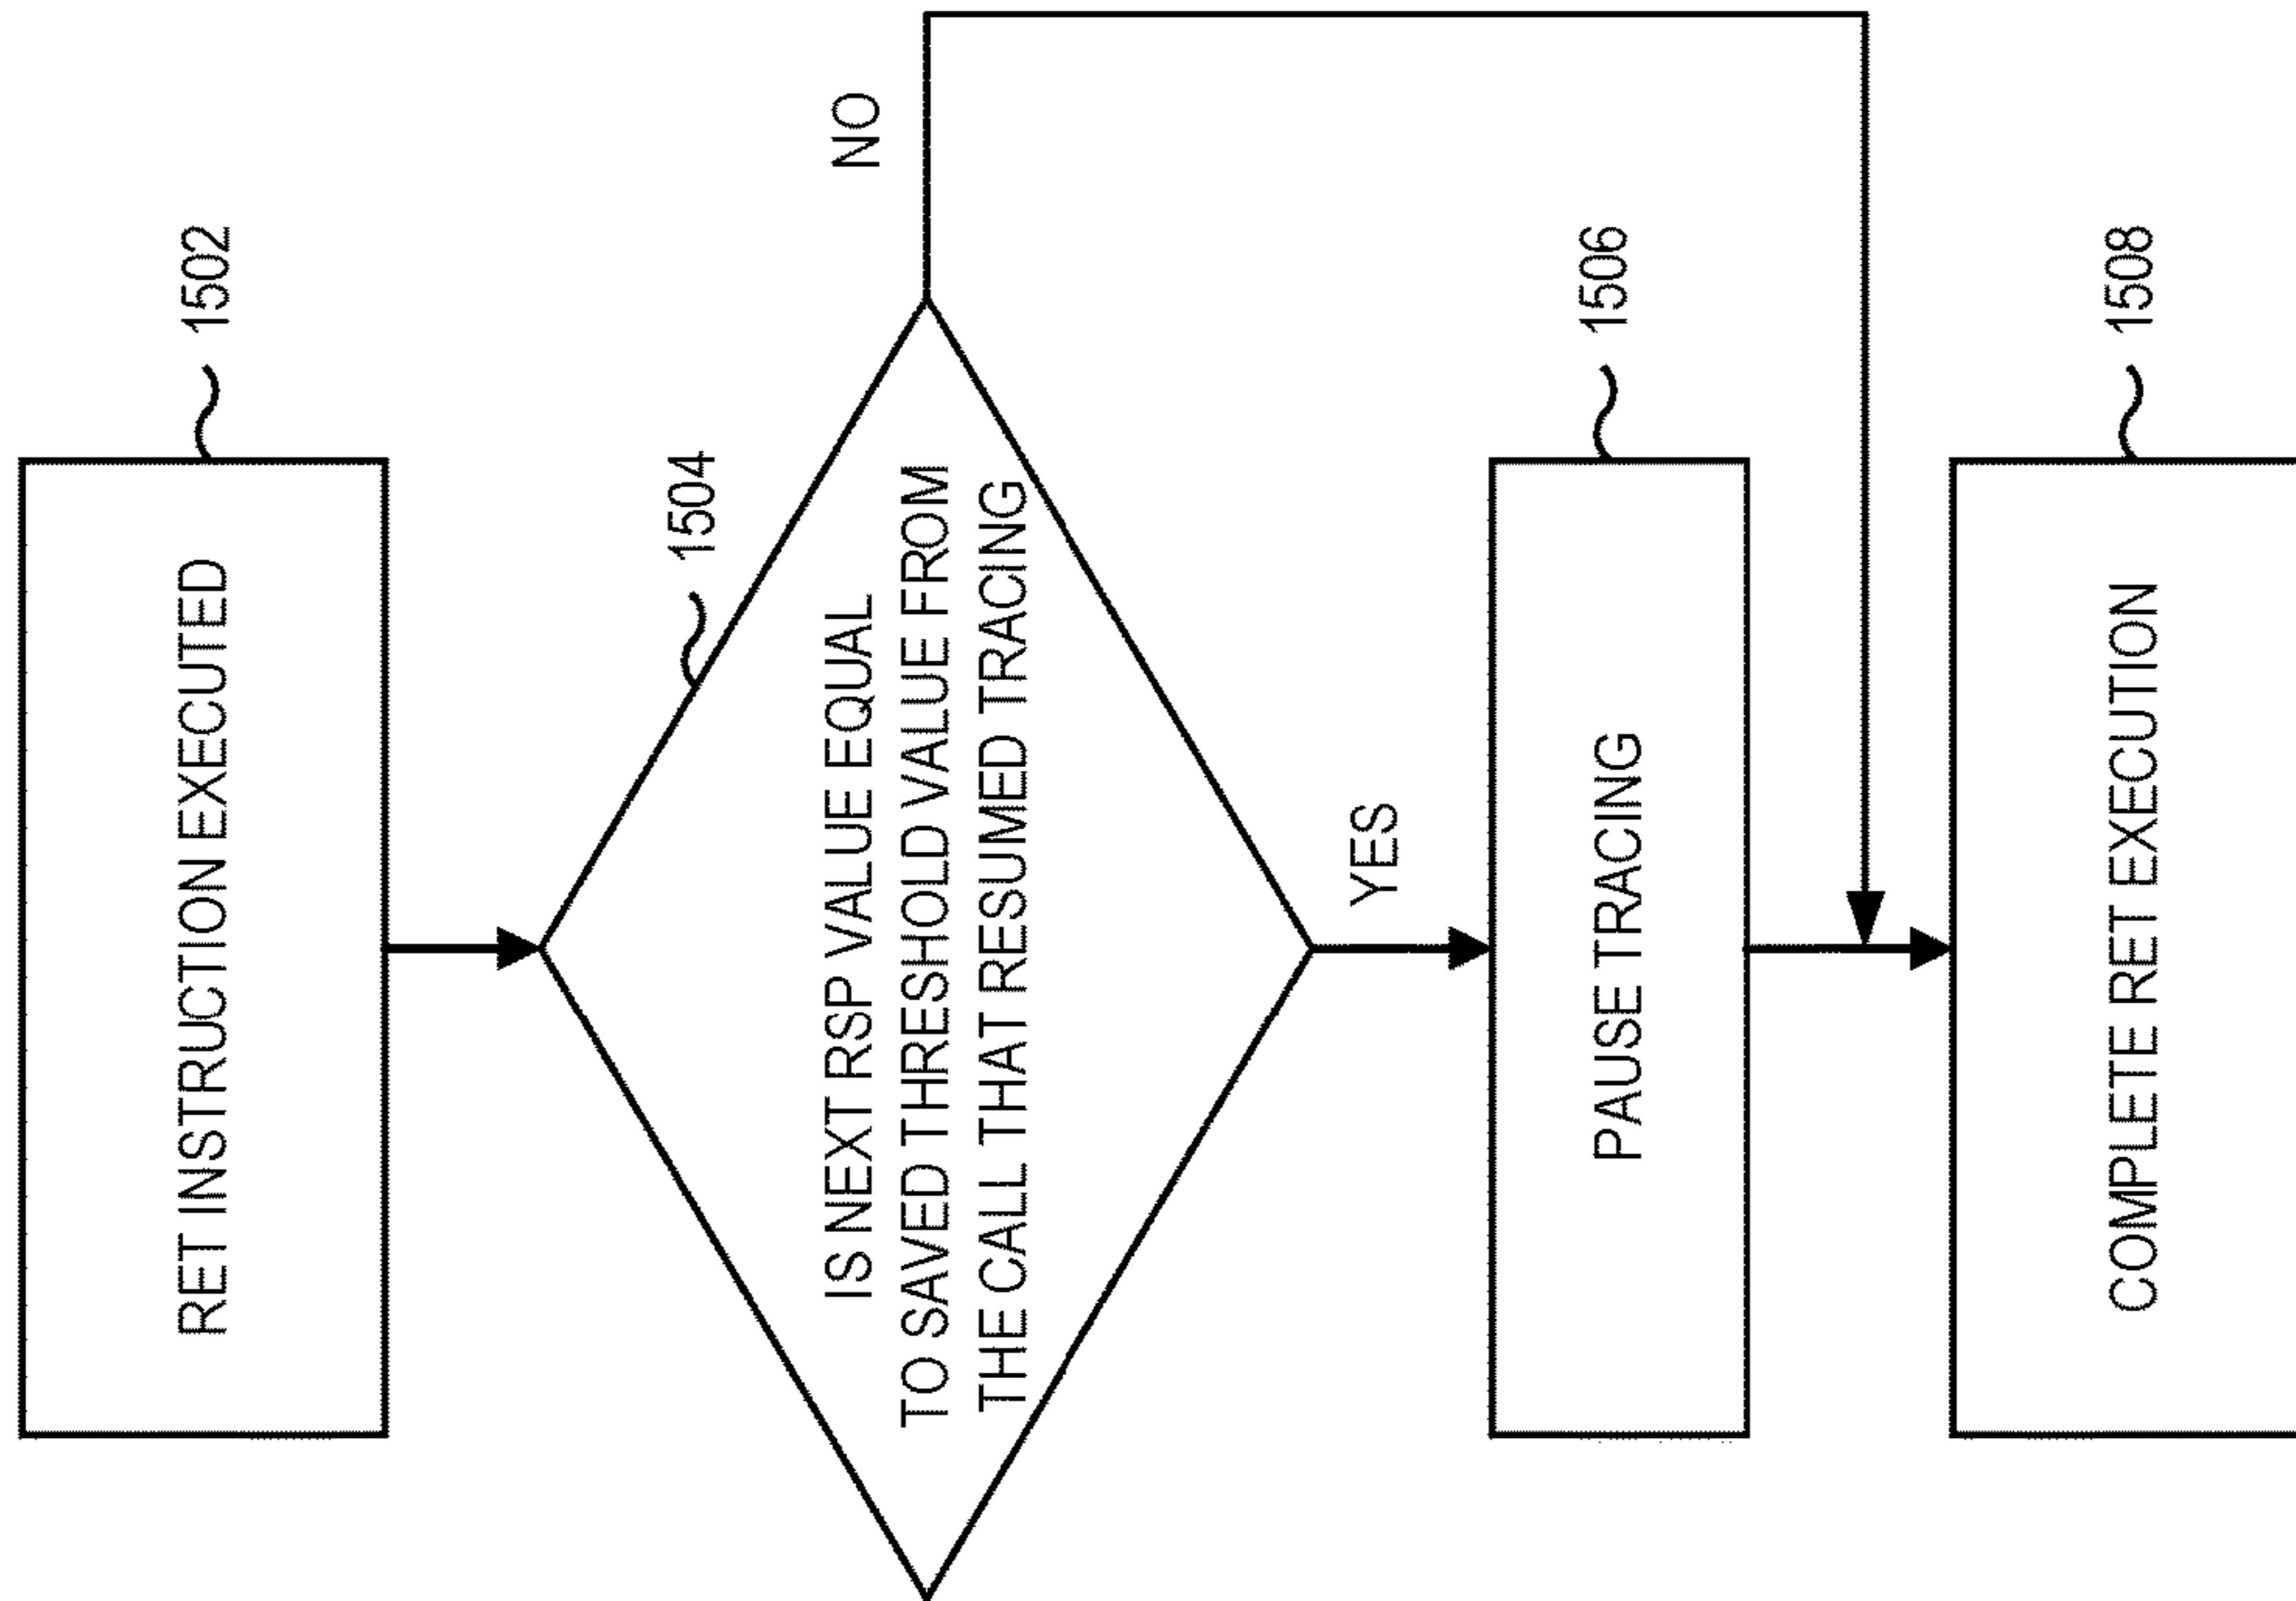 RET INSTRUCTION EXECUTED
1502
1504
IS NEXT RSP VALUE EQUAL
TO SAVED THRESHOLD VALUE FROM
THE CALL THAT RESUMED TRACING
NO
YES
PAUSE TRACING
1506
COMPLETE RET EXECUTION
1508